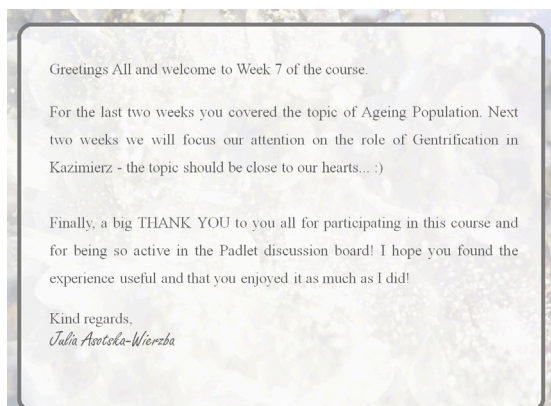 Greetings All and welcome to Week 7 of the course.
For the last two weeks you covered the topic of Ageing Population. Next
two weeks we will focus our attention on the role of Gentrification in
Kazimierz - the topic should be close to our hearts... :)
Finally, a big THANK YOU to you all for participating in this course and
for being so active in the Padlet discussion board! I hope you found the
experience useful and that you enjoyed it as much as I did!
Kind regards,
Julia Asotska-Wierzba